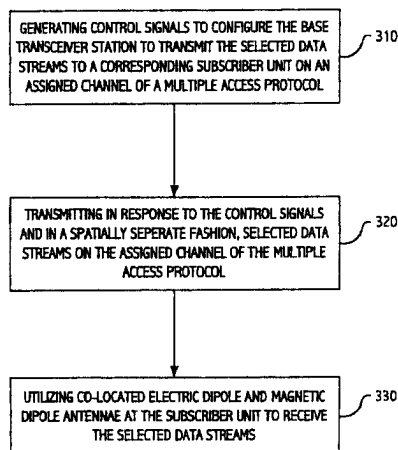 GENERATING CONTROL SIGNALS TO CONFIGURE THE BASE
TRANSCEIVER STATION TO TRANSMIT THE SELECTED DATA
STREAMS TO A CORRESPONDING SUBSCRIBER UNIT ON AN
ASSIGNED CHANNEL OF A MULTIPLE ACCESS PROTOCOL
310
TRANSMITTING IN RESPONSE TO THE CONTROL SIGNALS
AND IN A SPATIALLY SEPERATE FASHION, SELECTED DATA
STREAMS ON THE ASSIGNED CHANNEL OF THE MULTIPLE
ACCESS PROTOCOL
320
UTILIZING CO-LOCATED ELECTRIC DIPOLE AND MAGNETIC
DIPOLE ANTENNAE AT THE SUBSCRIBER UNIT TO RECEIVE
THE SELECTED DATA STREAMS
330